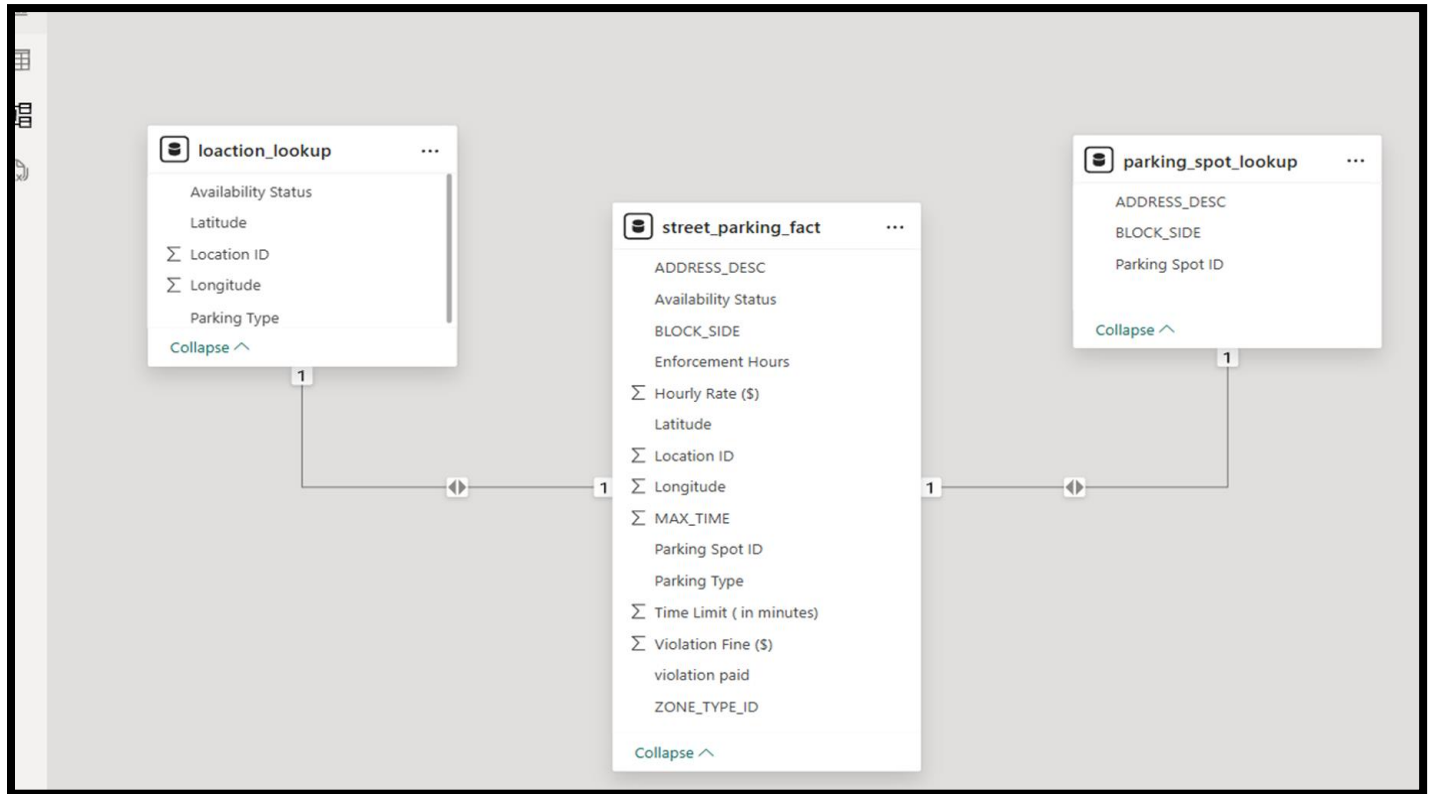 loaction_lookup
...
Availability Status
Latitude
Σ Location ID
Σ Longitude
Parking Type
Collapse
1
street_parking_fact
...
ADDRESS_DESC
Availability Status
BLOCK_SIDE
Enforcement Hours
Σ Hourly Rate ($)
Latitude
Σ Location ID
1 Σ Longitude 1
Σ MAX_TIME
Parking Spot ID
Parking Type
Σ Time Limit ( in minutes)
Σ Violation Fine ($)
violation paid
ZONE_TYPE_ID
Collapse
parking_spot_lookup
...
ADDRESS_DESC
BLOCK_SIDE
Parking Spot ID
Collapse
1